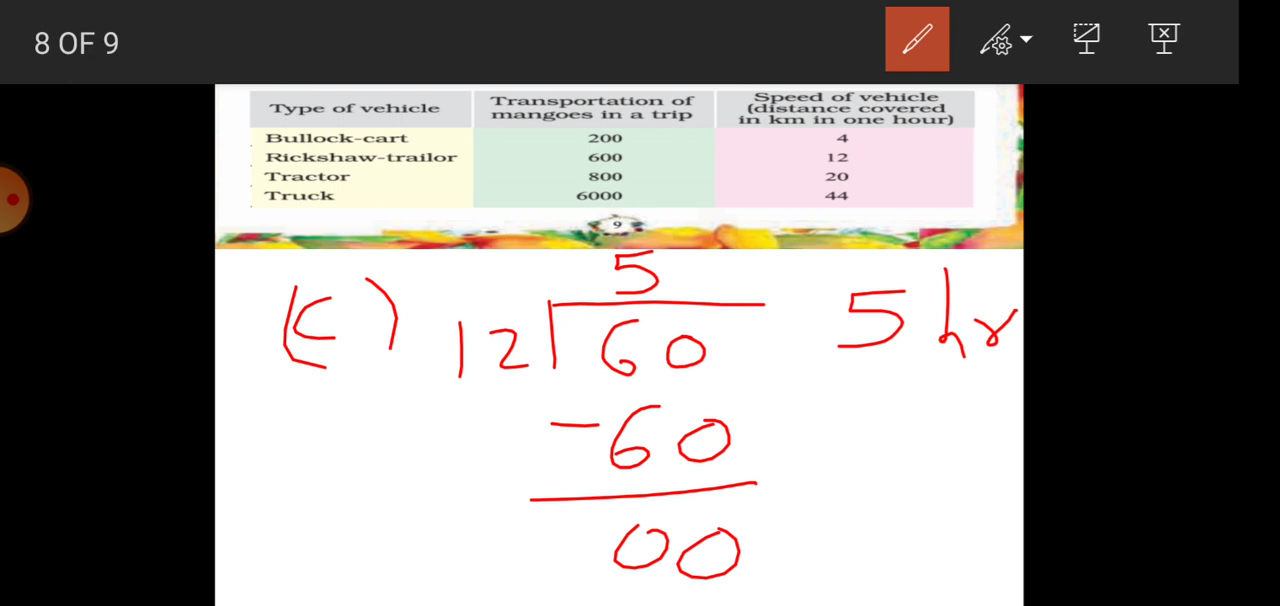 8 OF 9
Type of vehicle Transportation of mangoes in a trip Speed of vehicle (distance covered in km in one hour)
Bullock-cart 200 4
Rickshaw-trailor 600 12
Tractor 800 20
Truck 6000 44
9
5
(c) 12 60 5 hr
-60
00